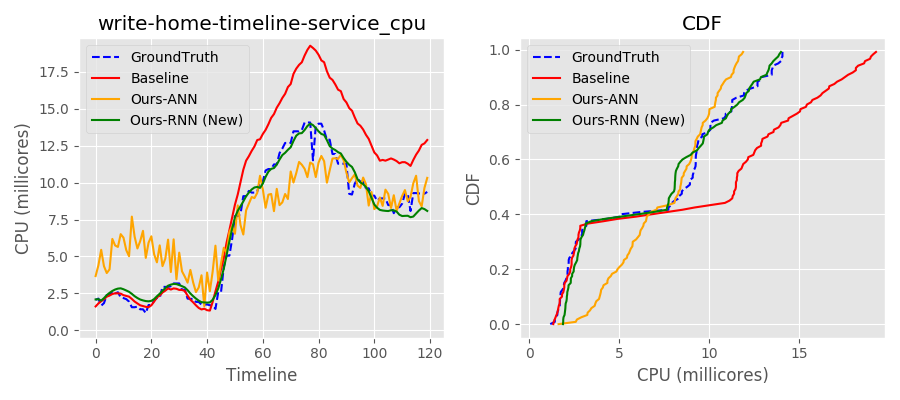 write-home-timeline-service_cpu
GroundTruth
Baseline
Ours-ANN
Ours-RNN (New)
CPU (millicores)
17.5
15.0
12.5
10.0
7.5
5.0
2.5
0.0
0
20
40
60
80
100
120
Timeline
CDF
GroundTruth
Baseline
Ours-ANN
Ours-RNN (New)
CDF
1.0
0.8
0.6
0.4
0.2
0.0
0
5
10
15
CPU (millicores)